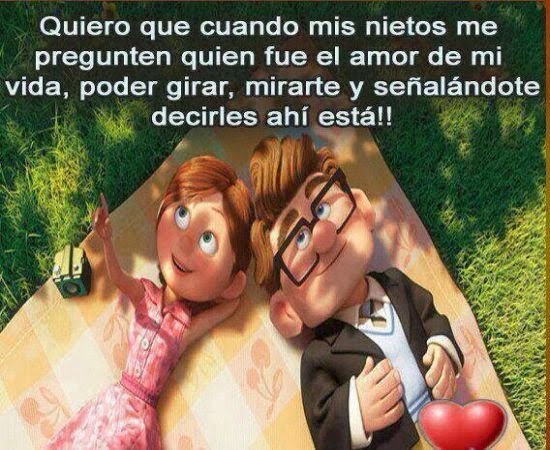 Quiero que cuando mis nietos me
pregunten quien fue el amor de mi
vida, poder girar, mirarte y señalándote
decirles ahí está!!